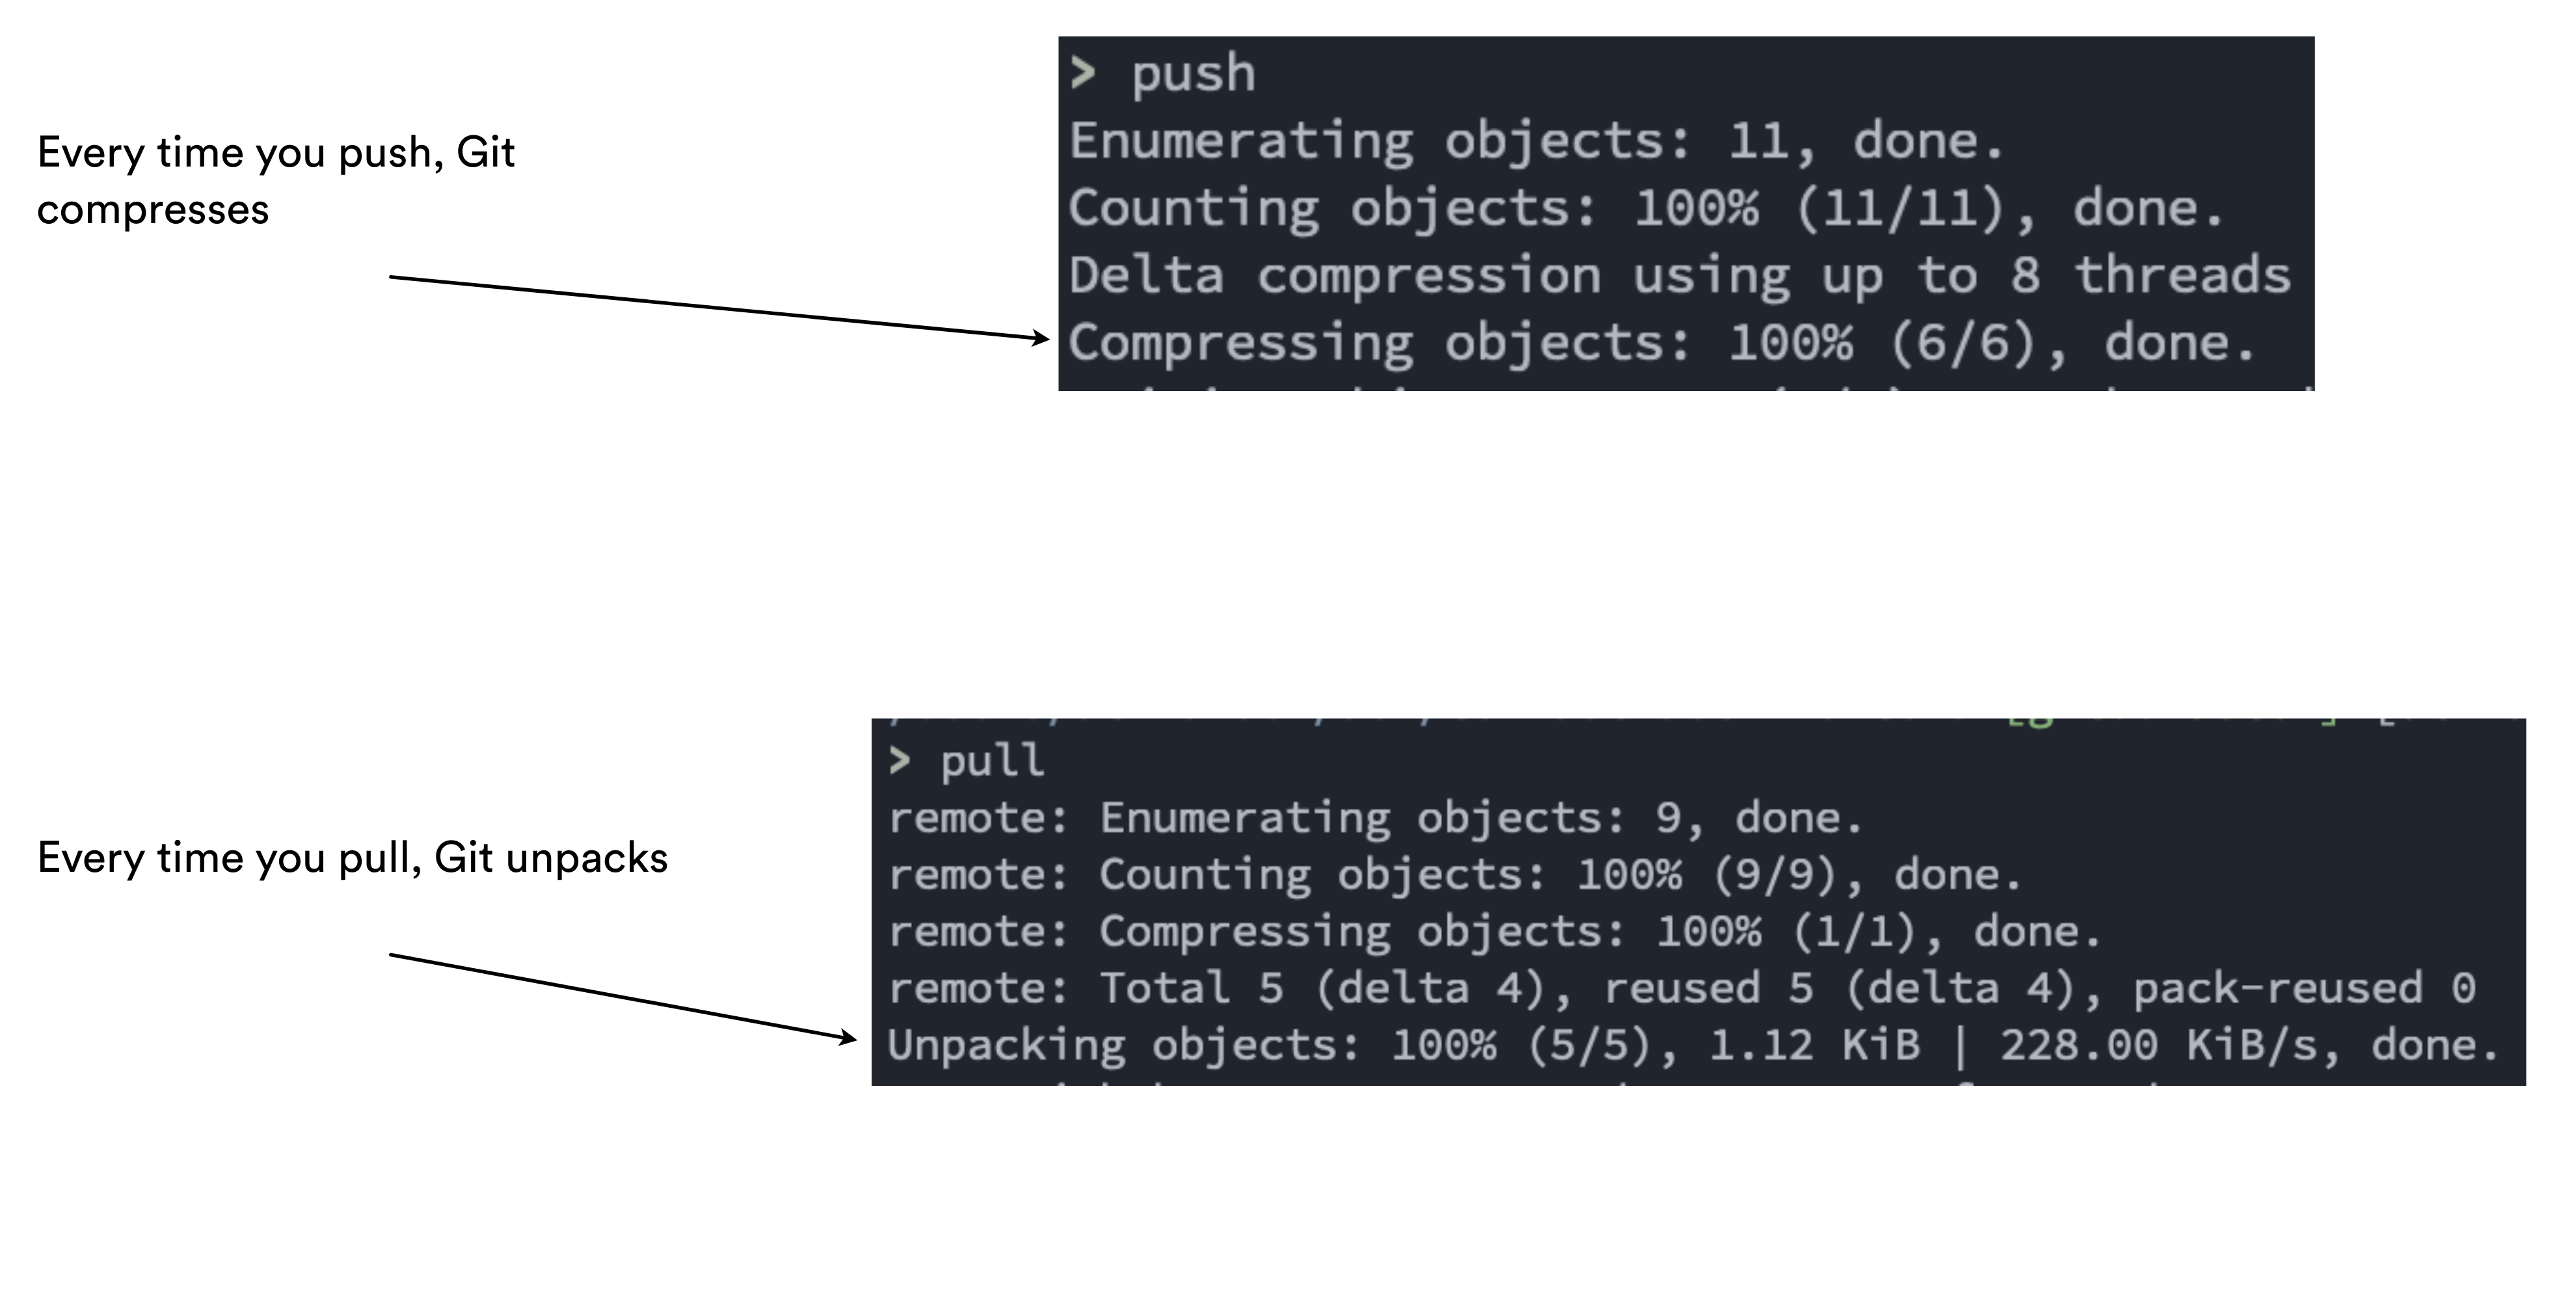 Every time you push, Git
compresses
> push
Enumerating objects: 11, done.
Counting objects: 100% (11/11), done.
Delta compression using up to 8 threads
Compressing objects: 100% (6/6), done.
Every time you pull, Git unpacks
> pull
remote: Enumerating objects: 9, done.
remote: Counting objects: 100% (9/9), done.
remote: Compressing objects: 100% (1/1), done.
remote: Total 5 (delta 4), reused 5 (delta 4), pack-reused 0
Unpacking objects: 100% (5/5), 1.12 KiB | 228.00 KiB/s, done.